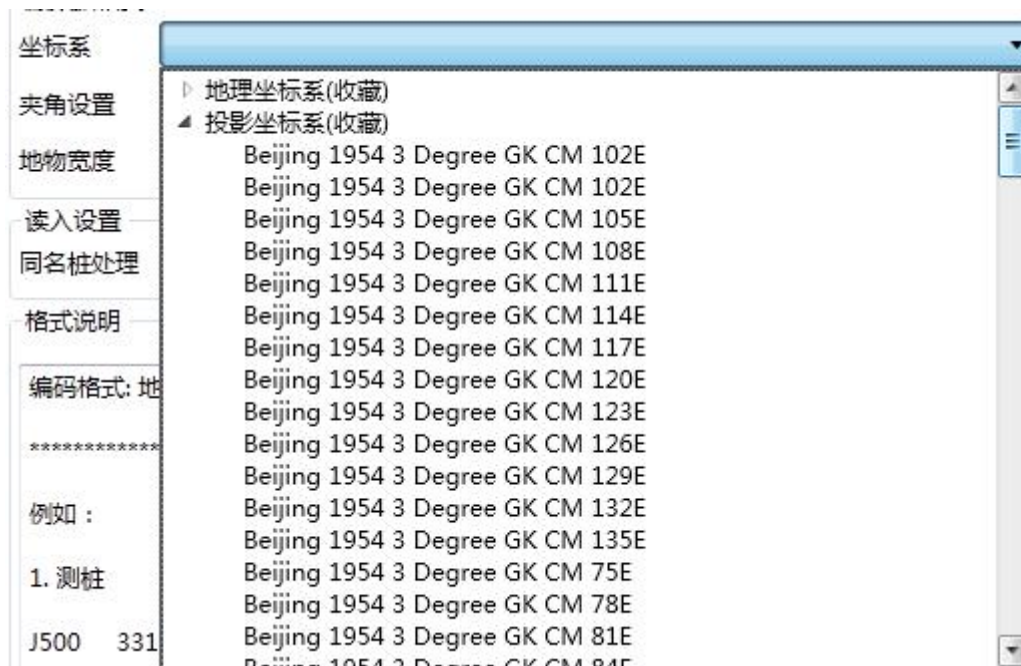 坐标系
夹角设置
地物宽度
读入设置
同名桩处理
格式说明
编码格式: 地
************
例如：
1. 测桩
J500 331
地理坐标系(收藏)
投影坐标系(收藏)
Beijing 1954 3 Degree GK CM 102E
Beijing 1954 3 Degree GK CM 102E
Beijing 1954 3 Degree GK CM 105E
Beijing 1954 3 Degree GK CM 108E
Beijing 1954 3 Degree GK CM 111E
Beijing 1954 3 Degree GK CM 114E
Beijing 1954 3 Degree GK CM 117E
Beijing 1954 3 Degree GK CM 120E
Beijing 1954 3 Degree GK CM 123E
Beijing 1954 3 Degree GK CM 126E
Beijing 1954 3 Degree GK CM 129E
Beijing 1954 3 Degree GK CM 132E
Beijing 1954 3 Degree GK CM 135E
Beijing 1954 3 Degree GK CM 75E
Beijing 1954 3 Degree GK CM 78E
Beijing 1954 3 Degree GK CM 81E
Beijing 1954 3 Degree GK CM 84E